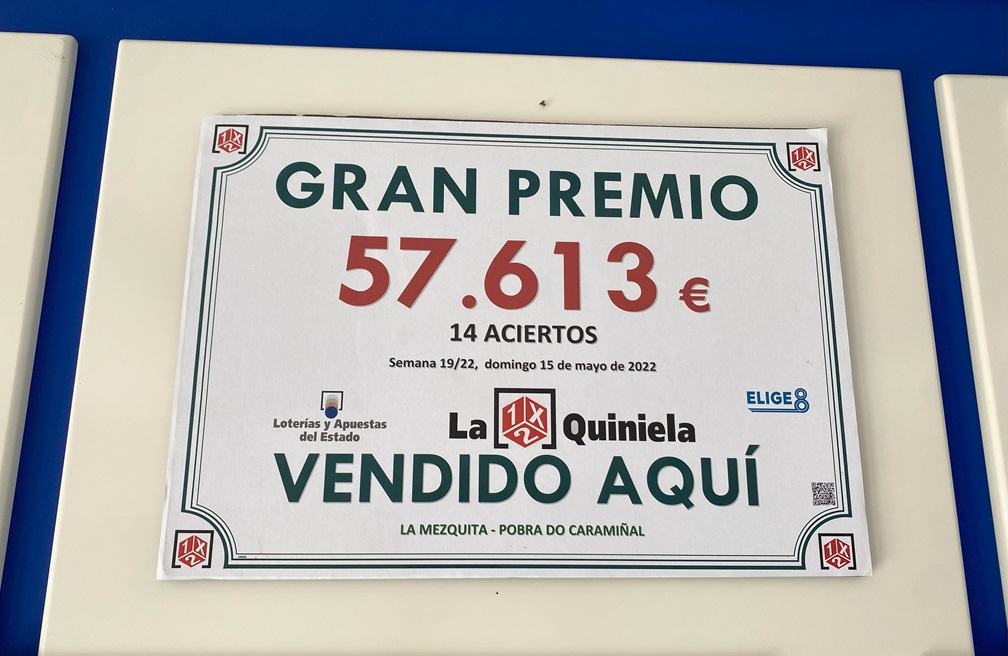 GRAN PREMIO
57.613 €
14 ACIERTOS
Semana 19/22, domingo 15 de mayo de 2022
Loterías y Apuestas
del Estado
La 1X2 Quiniela
ELIGE8
VENDIDO AQUÍ
LA MEZQUITA - POBRA DO CARAMIÑAL